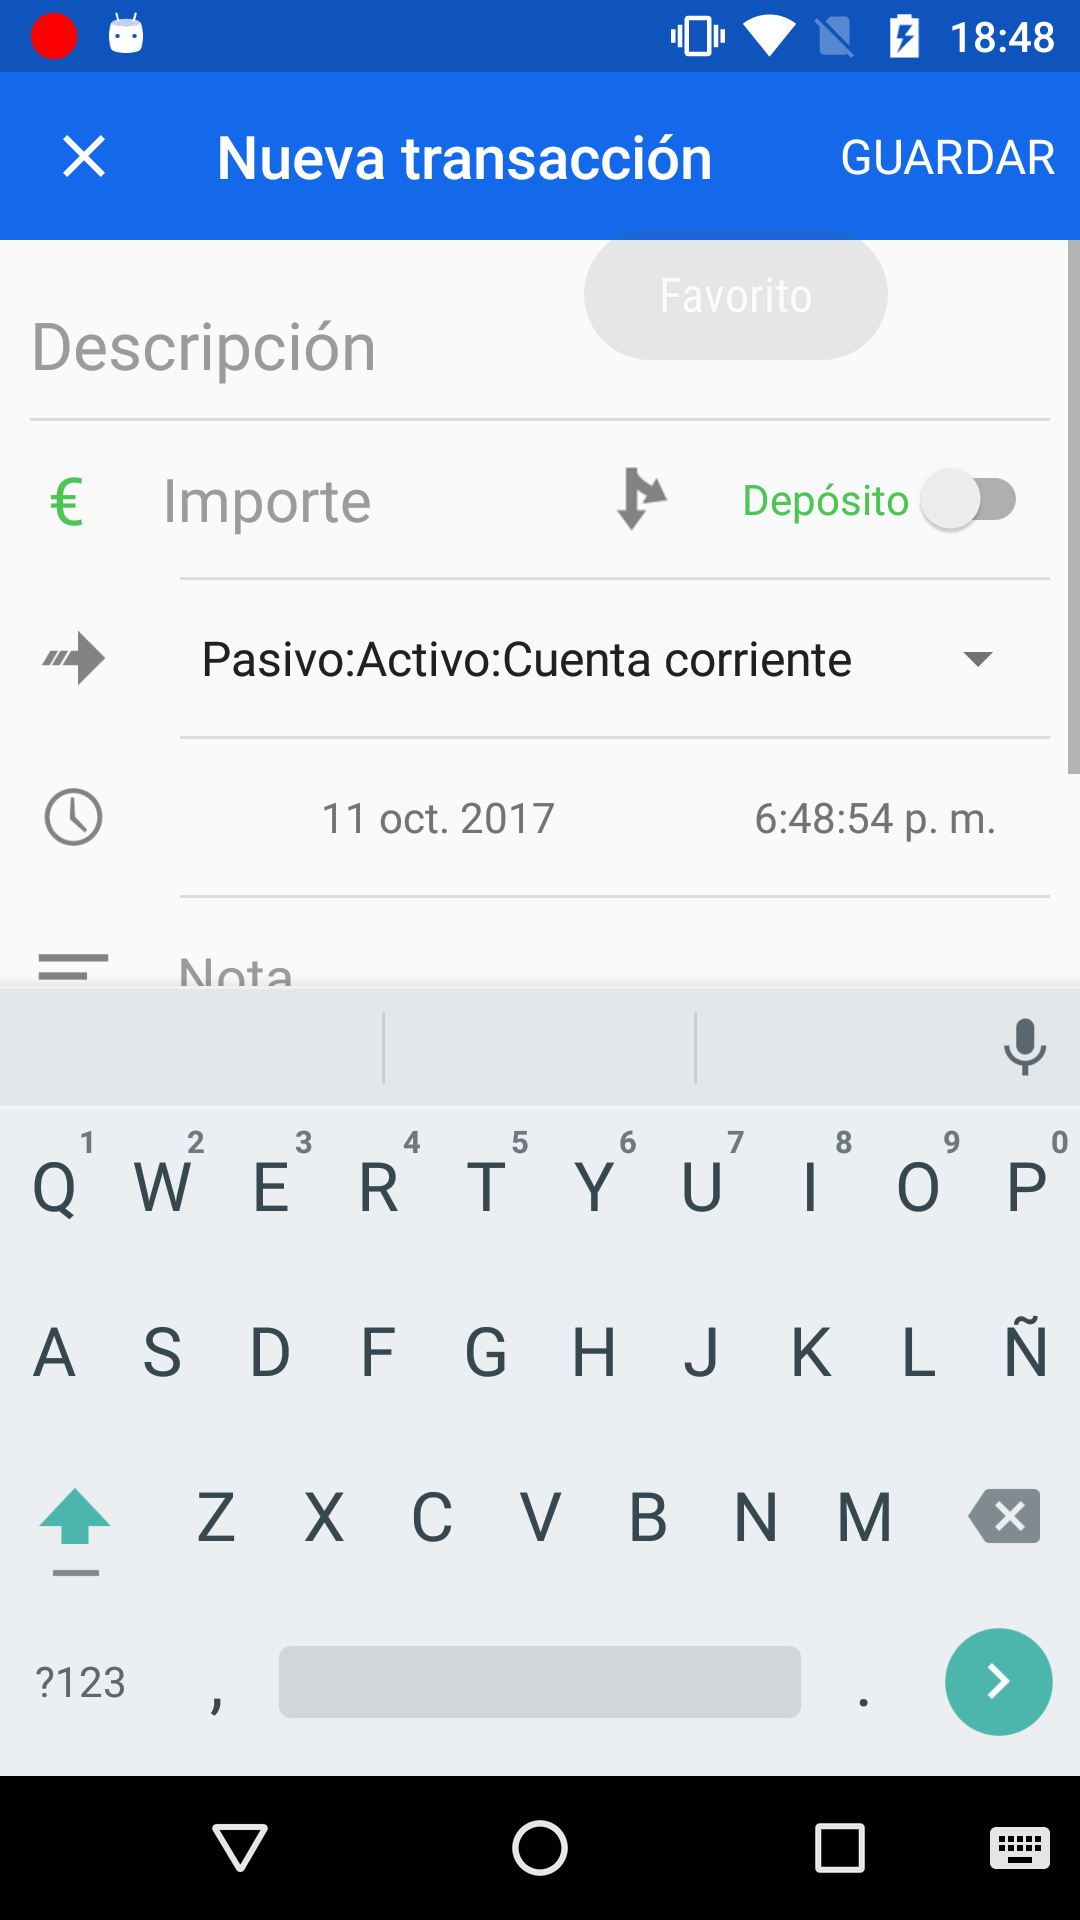 18:48
Nueva transacción GUARDAR
Favorito
Descripción
€ Importe Depósito
Pasivo:Activo:Cuenta corriente
11 oct. 2017 6:48:54 p. m.
Nota
1 2 3 4 5 6 7 8 9 0
Q W E R T Y U I O P
A S D F G H J K L Ñ
Z X C V B N M
?123 , .